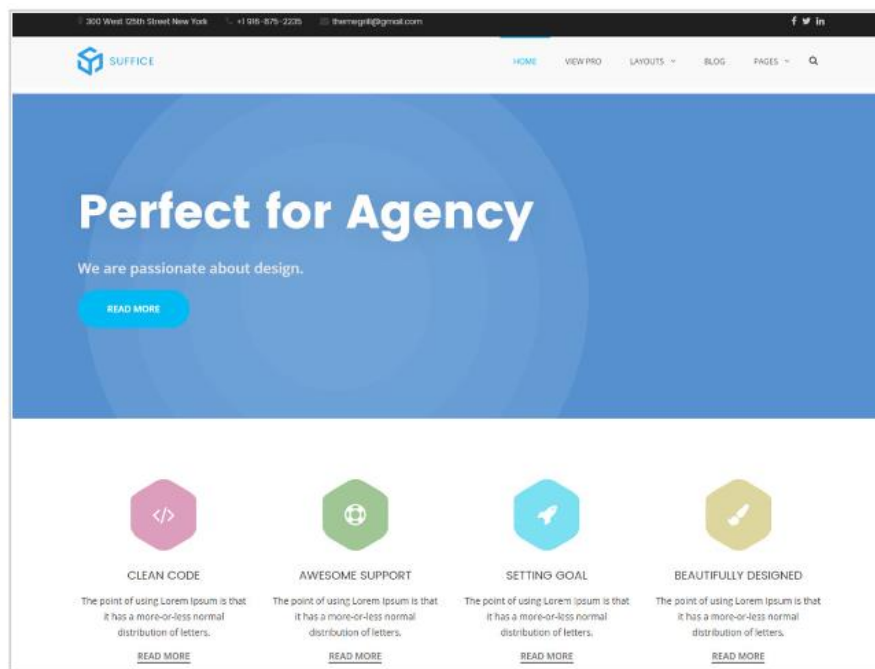 300 West 125th Street New York +1 916-875-2235 themegrill@gmail.com
SUFFICE HOME VIEW PRO LAYOUTS BLOG PAGES
Perfect for Agency
We are passionate about design.
READ MORE
CLEAN CODE
The point of using Lorem Ipsum is that
it has a more-or-less normal
distribution of letters.
READ MORE
AWESOME SUPPORT
The point of using Lorem Ipsum is that
it has a more-or-less normal
distribution of letters.
READ MORE
SETTING GOAL
The point of using Lorem Ipsum is that
it has a more-or-less normal
distribution of letters.
READ MORE
BEAUTIFULLY DESIGNED
The point of using Lorem Ipsum is that
it has a more-or-less normal
distribution of letters.
READ MORE